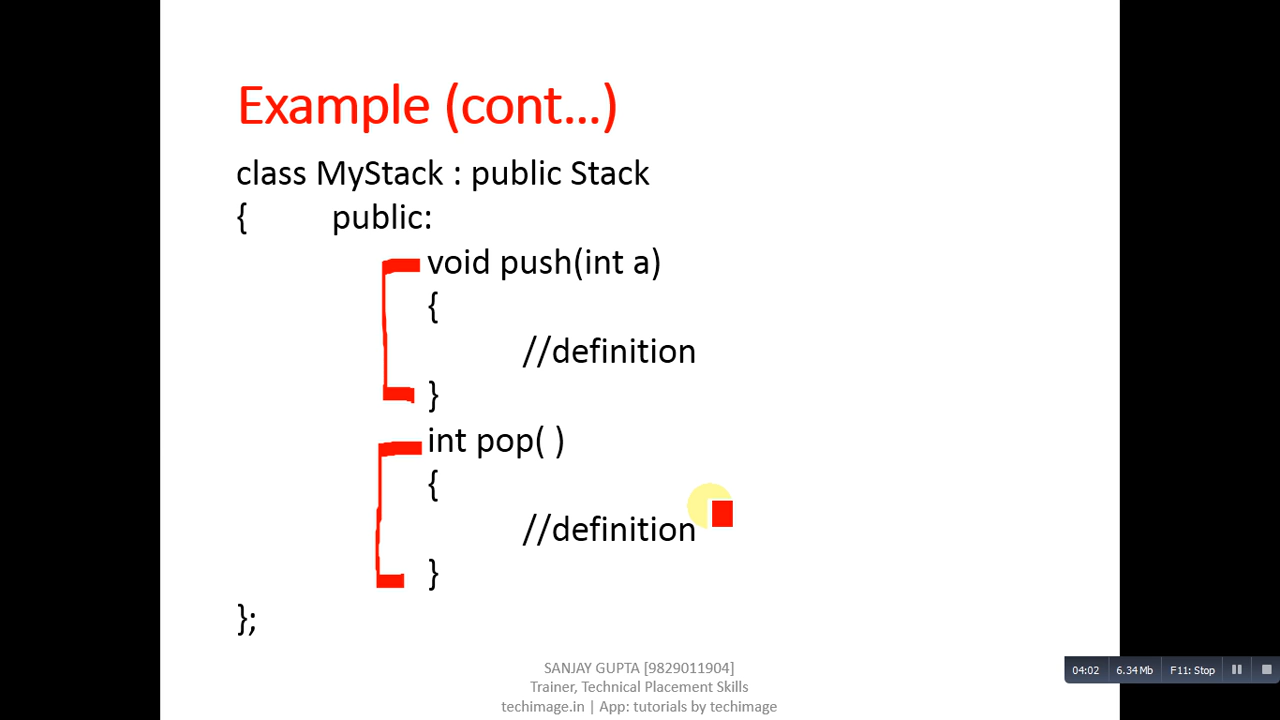 Example (cont...)
class MyStack : public Stack
{ public:
void push(int a)
{
//definition
}
int pop( )
{
//definition
}
};
SANJAY GUPTA [9829011904]
Trainer, Technical Placement Skills
techimage.in | App: tutorials by techimage
04:02 6.34 Mb F11: Stop